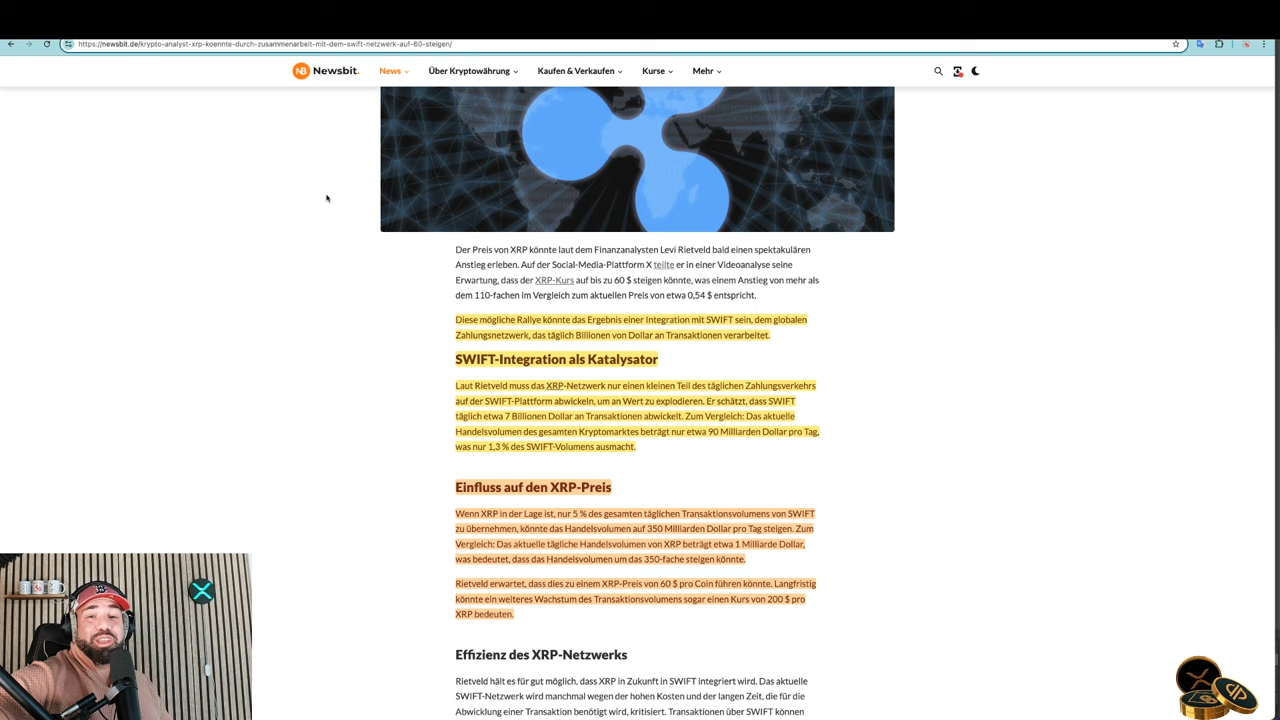 https://newsbit.de/krypto-analyst-xrp-koennte-durch-zusammenarbeit-mit-dem-swift-netzwerk-auf-60-steigen/
NB Newsbit. News Über Kryptowährung Kaufen & Verkaufen Kurse Mehr
Der Preis von XRP könnte laut dem Finanzanalysten Levi Rietveld bald einen spektakulären
Anstieg erleben. Auf der Social-Media-Plattform X teilte er in einer Videoanalyse seine
Erwartung, dass der XRP-Kurs auf bis zu 60 $ steigen könnte, was einem Anstieg von mehr als
dem 110-fachen im Vergleich zum aktuellen Preis von etwa 0,54 $ entspricht.
Diese mögliche Rallye könnte das Ergebnis einer Integration mit SWIFT sein, dem globalen
Zahlungsnetzwerk, das täglich Billionen von Dollar an Transaktionen verarbeitet.
SWIFT-Integration als Katalysator
Laut Rietveld muss das XRP-Netzwerk nur einen kleinen Teil des täglichen Zahlungsverkehrs
auf der SWIFT-Plattform abwickeln, um an Wert zu explodieren. Er schätzt, dass SWIFT
täglich etwa 7 Billionen Dollar an Transaktionen abwickelt. Zum Vergleich: Das aktuelle
Handelsvolumen des gesamten Kryptomarktes beträgt nur etwa 90 Milliarden Dollar pro Tag,
was nur 1,3 % des SWIFT-Volumens ausmacht.
Einfluss auf den XRP-Preis
Wenn XRP in der Lage ist, nur 5 % des gesamten täglichen Transaktionsvolumens von SWIFT
zu übernehmen, könnte das Handelsvolumen auf 350 Milliarden Dollar pro Tag steigen. Zum
Vergleich: Das aktuelle tägliche Handelsvolumen von XRP beträgt etwa 1 Milliarde Dollar,
was bedeutet, dass das Handelsvolumen um das 350-fache steigen könnte.
Rietveld erwartet, dass dies zu einem XRP-Preis von 60 $ pro Coin führen könnte. Langfristig
könnte ein weiteres Wachstum des Transaktionsvolumens sogar einen Kurs von 200 $ pro
XRP bedeuten.
Effizienz des XRP-Netzwerks
Rietveld hält es für gut möglich, dass XRP in Zukunft in SWIFT integriert wird. Das aktuelle
SWIFT-Netzwerk wird manchmal wegen der hohen Kosten und der langen Zeit, die für die
Abwicklung einer Transaktion benötigt wird, kritisiert. Transaktionen über SWIFT können